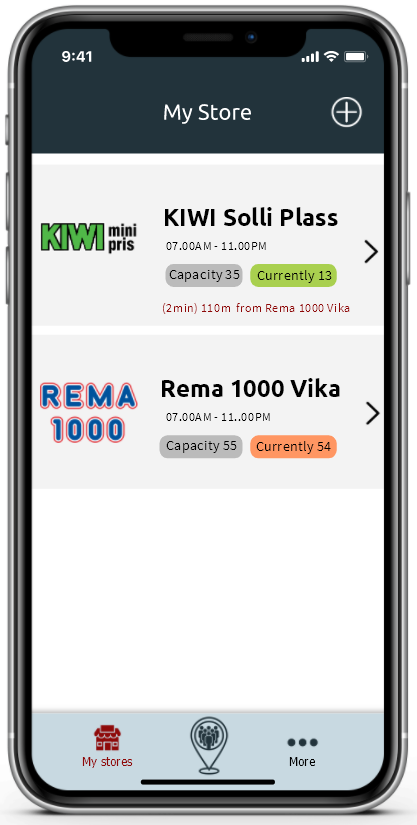 9:41
My Store
KIWI mini pris
KIWI Solli Plass
07.00AM - 11.00PM
Capacity 35 Currently 13
(2min) 110m from Rema 1000 Vika
REMA 1000
Rema 1000 Vika
07.00AM - 11..00PM
Capacity 55 Currently 54
My stores More